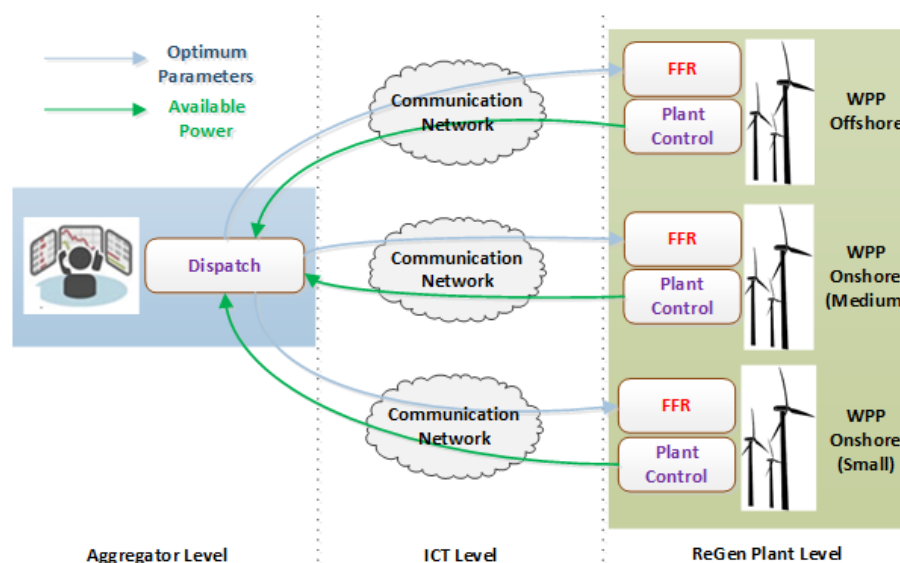 Optimum
Parameters
Available
Power
Communication
Network
FFR
Plant
Control
WPP
Offshore
Dispatch
Communication
Network
FFR
Plant
Control
WPP
Onshore
(Medium)
Communication
Network
FFR
Plant
Control
WPP
Onshore
(Small)
Aggregator Level
ICT Level
ReGen Plant Level